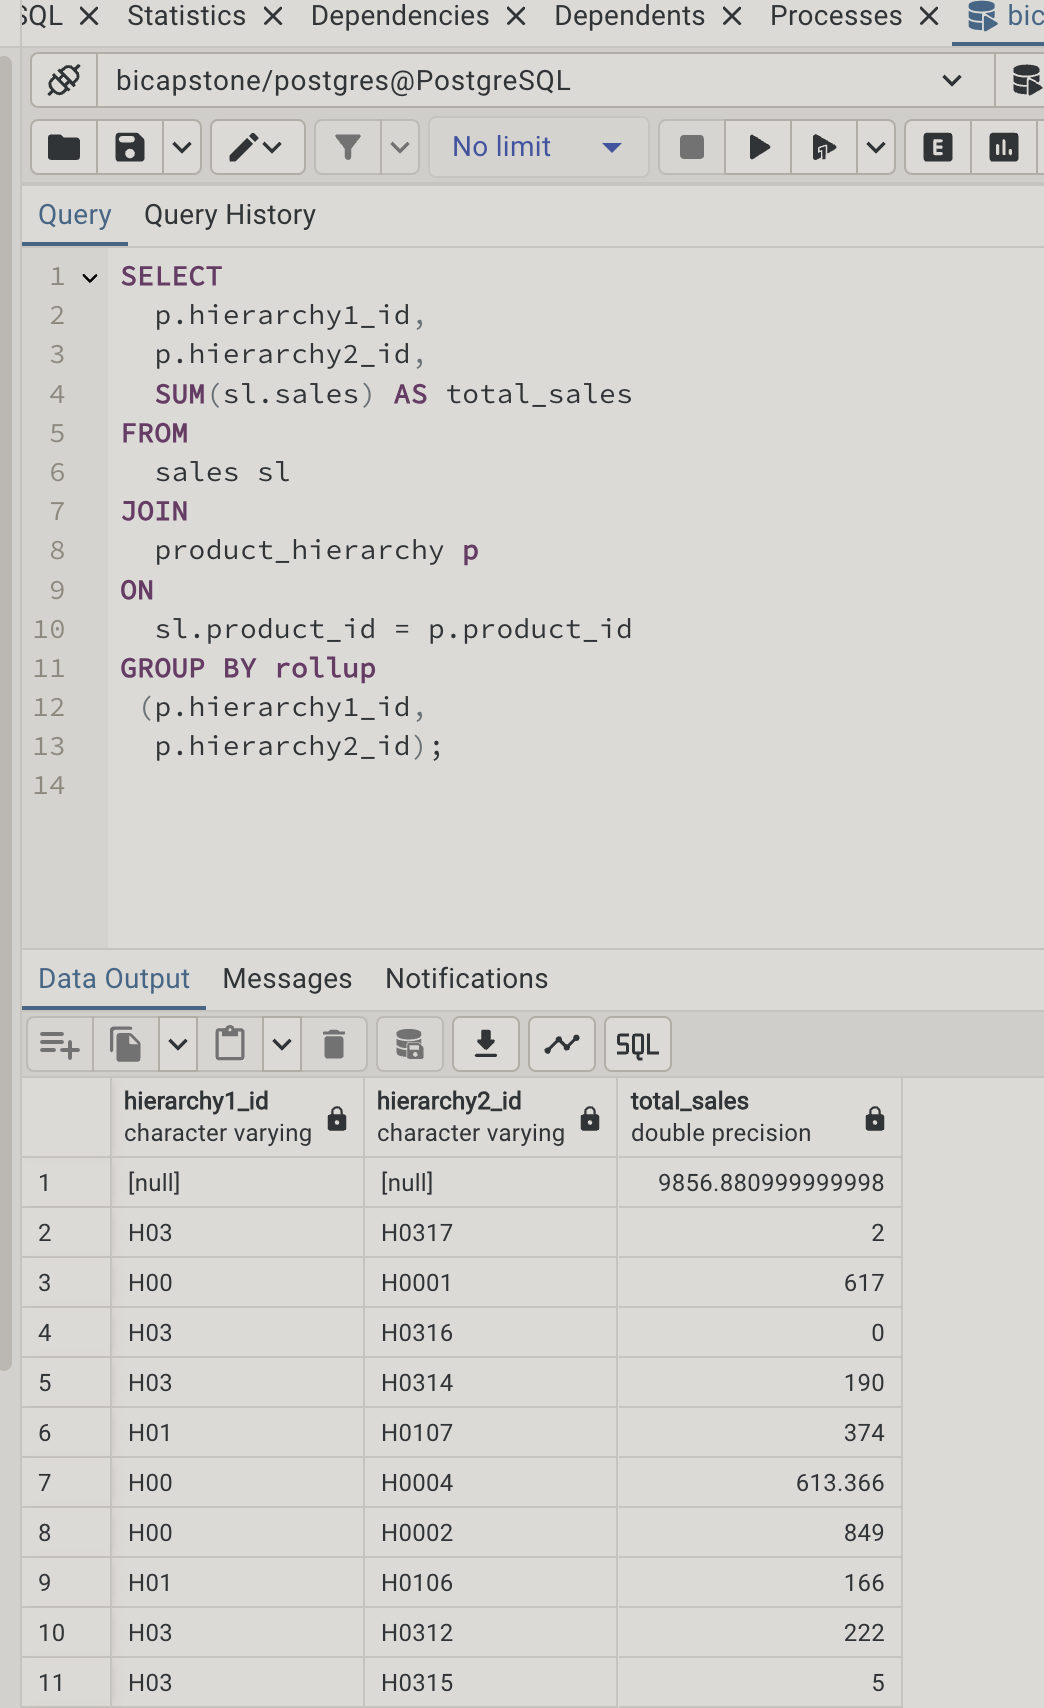 SQL Statistics Dependencies Dependents Processes bic
bicapstone/postgres@PostgreSQL
No limit E
Query Query History
1 SELECT
2 p.hierarchy1_id,
3 p.hierarchy2_id,
4 SUM(sl.sales) AS total_sales
5 FROM
6 sales sl
7 JOIN
8 product_hierarchy p
9 ON
10 sl.product_id = p.product_id
11 GROUP BY rollup
12 (p.hierarchy1_id,
13 p.hierarchy2_id);
14
Data Output Messages Notifications
SQL
hierarchy1_id hierarchy2_id total_sales
character varying character varying double precision
1 [null] [null] 9856.880999999998
2 H03 H0317 2
3 H00 H0001 617
4 H03 H0316 0
5 H03 H0314 190
6 H01 H0107 374
7 H00 H0004 613.366
8 H00 H0002 849
9 H01 H0106 166
10 H03 H0312 222
11 H03 H0315 5